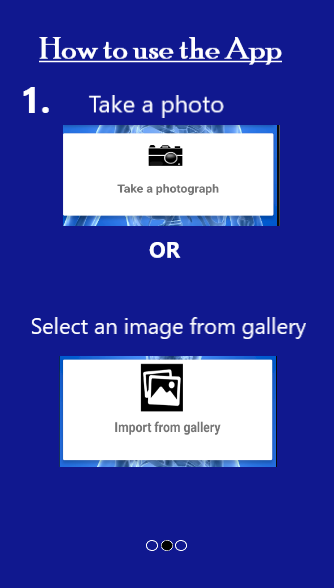 How to use the App
1. Take a photo
Take a photograph
OR
Select an image from gallery
Import from gallery